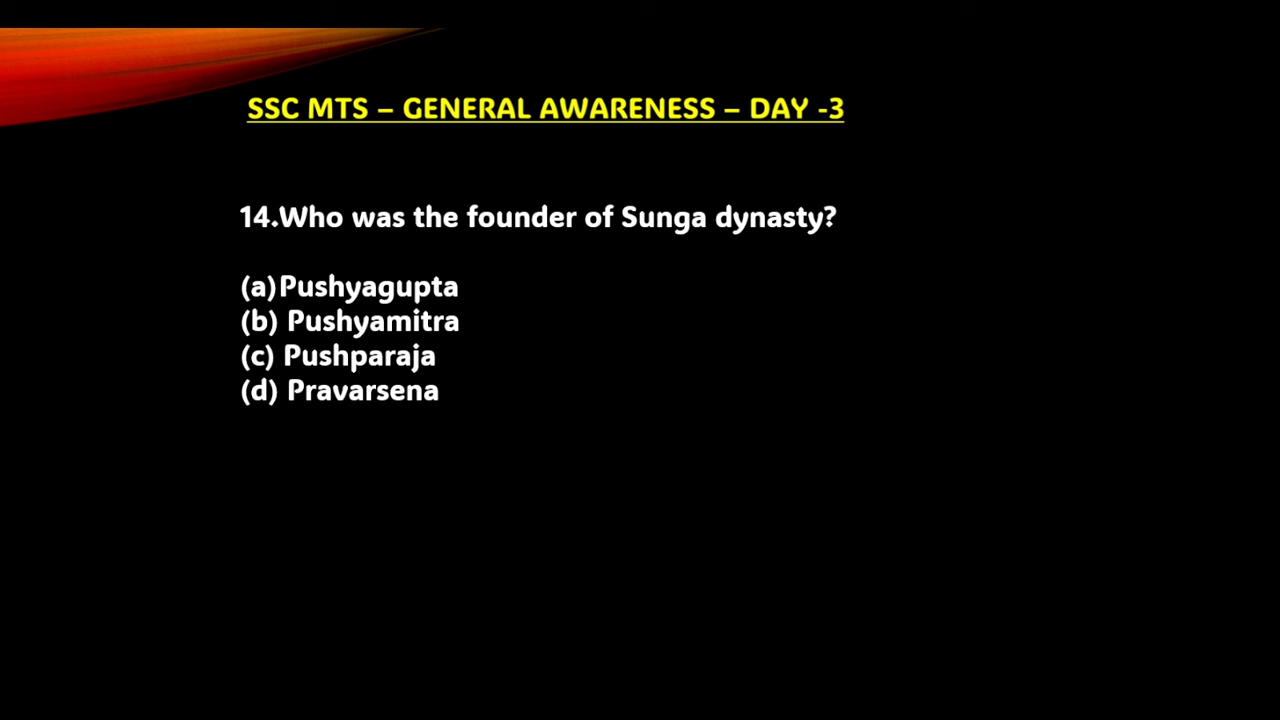 SSC MTS – GENERAL AWARENESS – DAY -3
14.Who was the founder of Sunga dynasty?
(a)Pushyagupta
(b) Pushyamitra
(c) Pushparaja
(d) Pravarsena